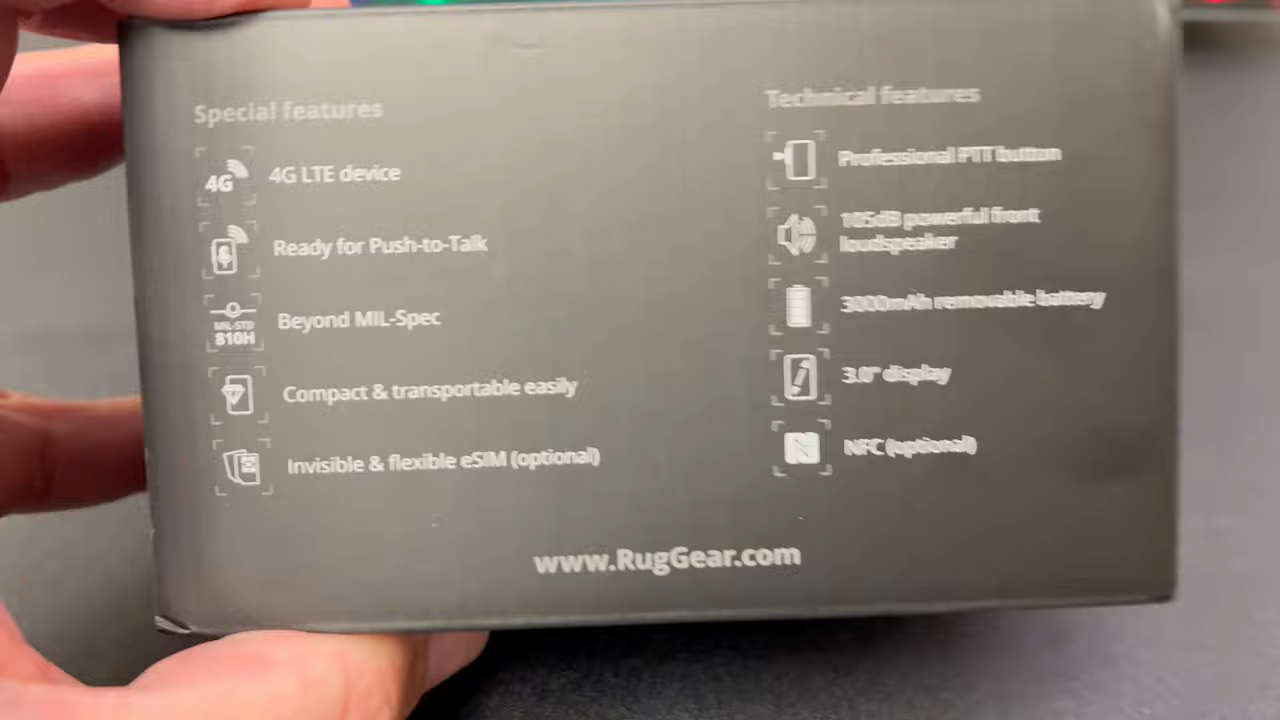 Special features
4G
4G LTE device
Ready for Push-to-Talk
MIL-STD
810H
Beyond MIL-Spec
Compact & transportable easily
Invisible & flexible eSIM (optional)
Technical features
Professional PTT button
105dB powerful front
loudspeaker
3000mAh removable battery
3.0" display
NFC (optional)
www.RugGear.com